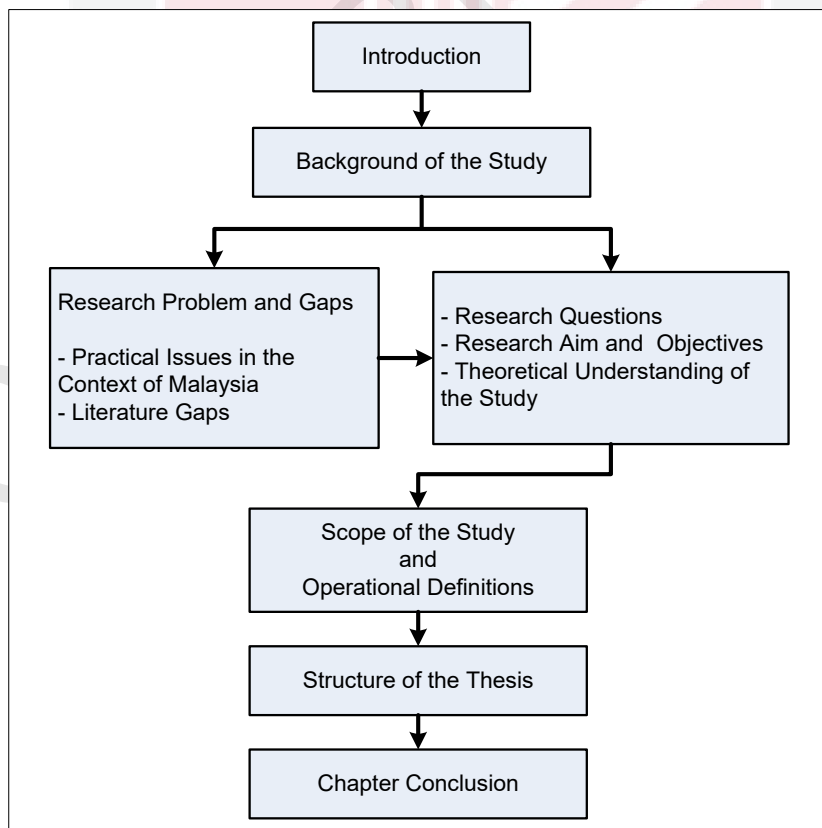 Introduction
Background of the Study
Research Problem and Gaps
- Practical Issues in the
Context of Malaysia
- Literature Gaps
- Research Questions
- Research Aim and Objectives
- Theoretical Understanding of
the Study
Scope of the Study
and
Operational Definitions
Structure of the Thesis
Chapter Conclusion